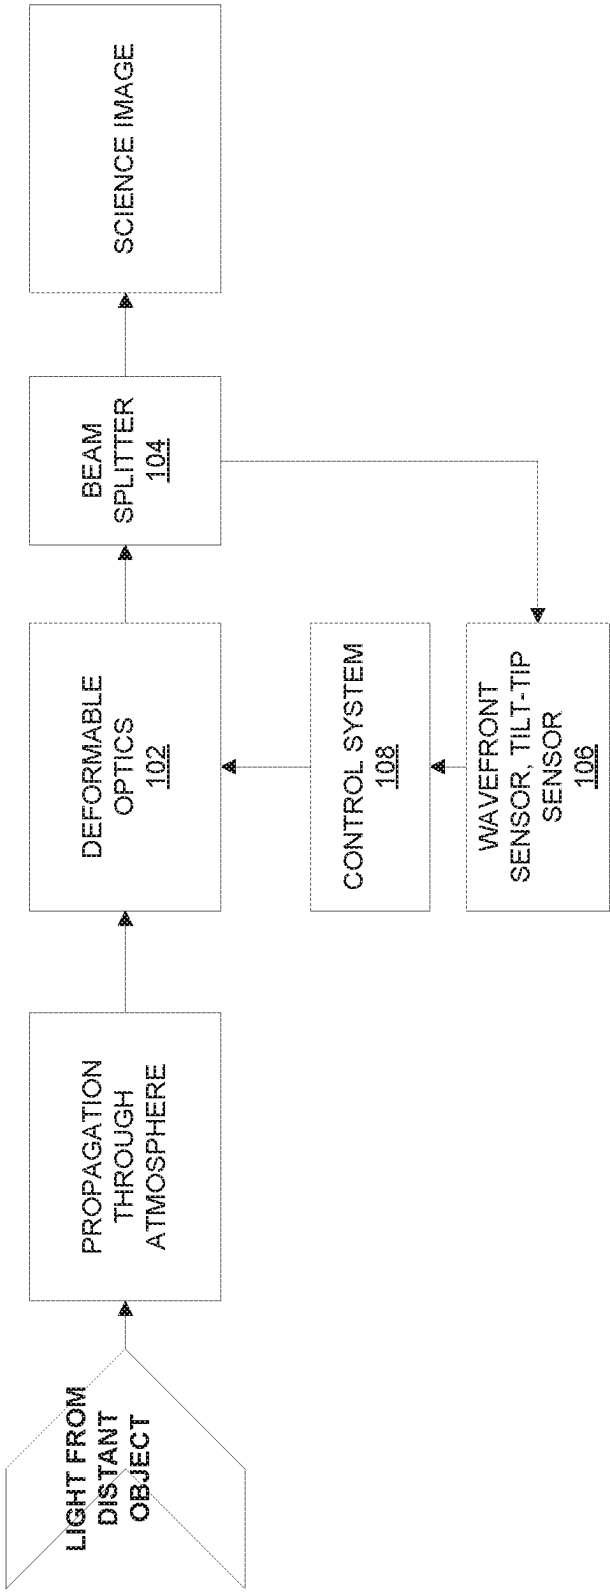 LIGHT FROM
DISTANT
OBJECT
PROPAGATION
THROUGH
ATMOSPHERE
DEFORMABLE
OPTICS
102
BEAM
SPLITTER
104
SCIENCE IMAGE
CONTROL SYSTEM
108
WAVEFRONT
SENSOR, TILT-TIP
SENSOR
106